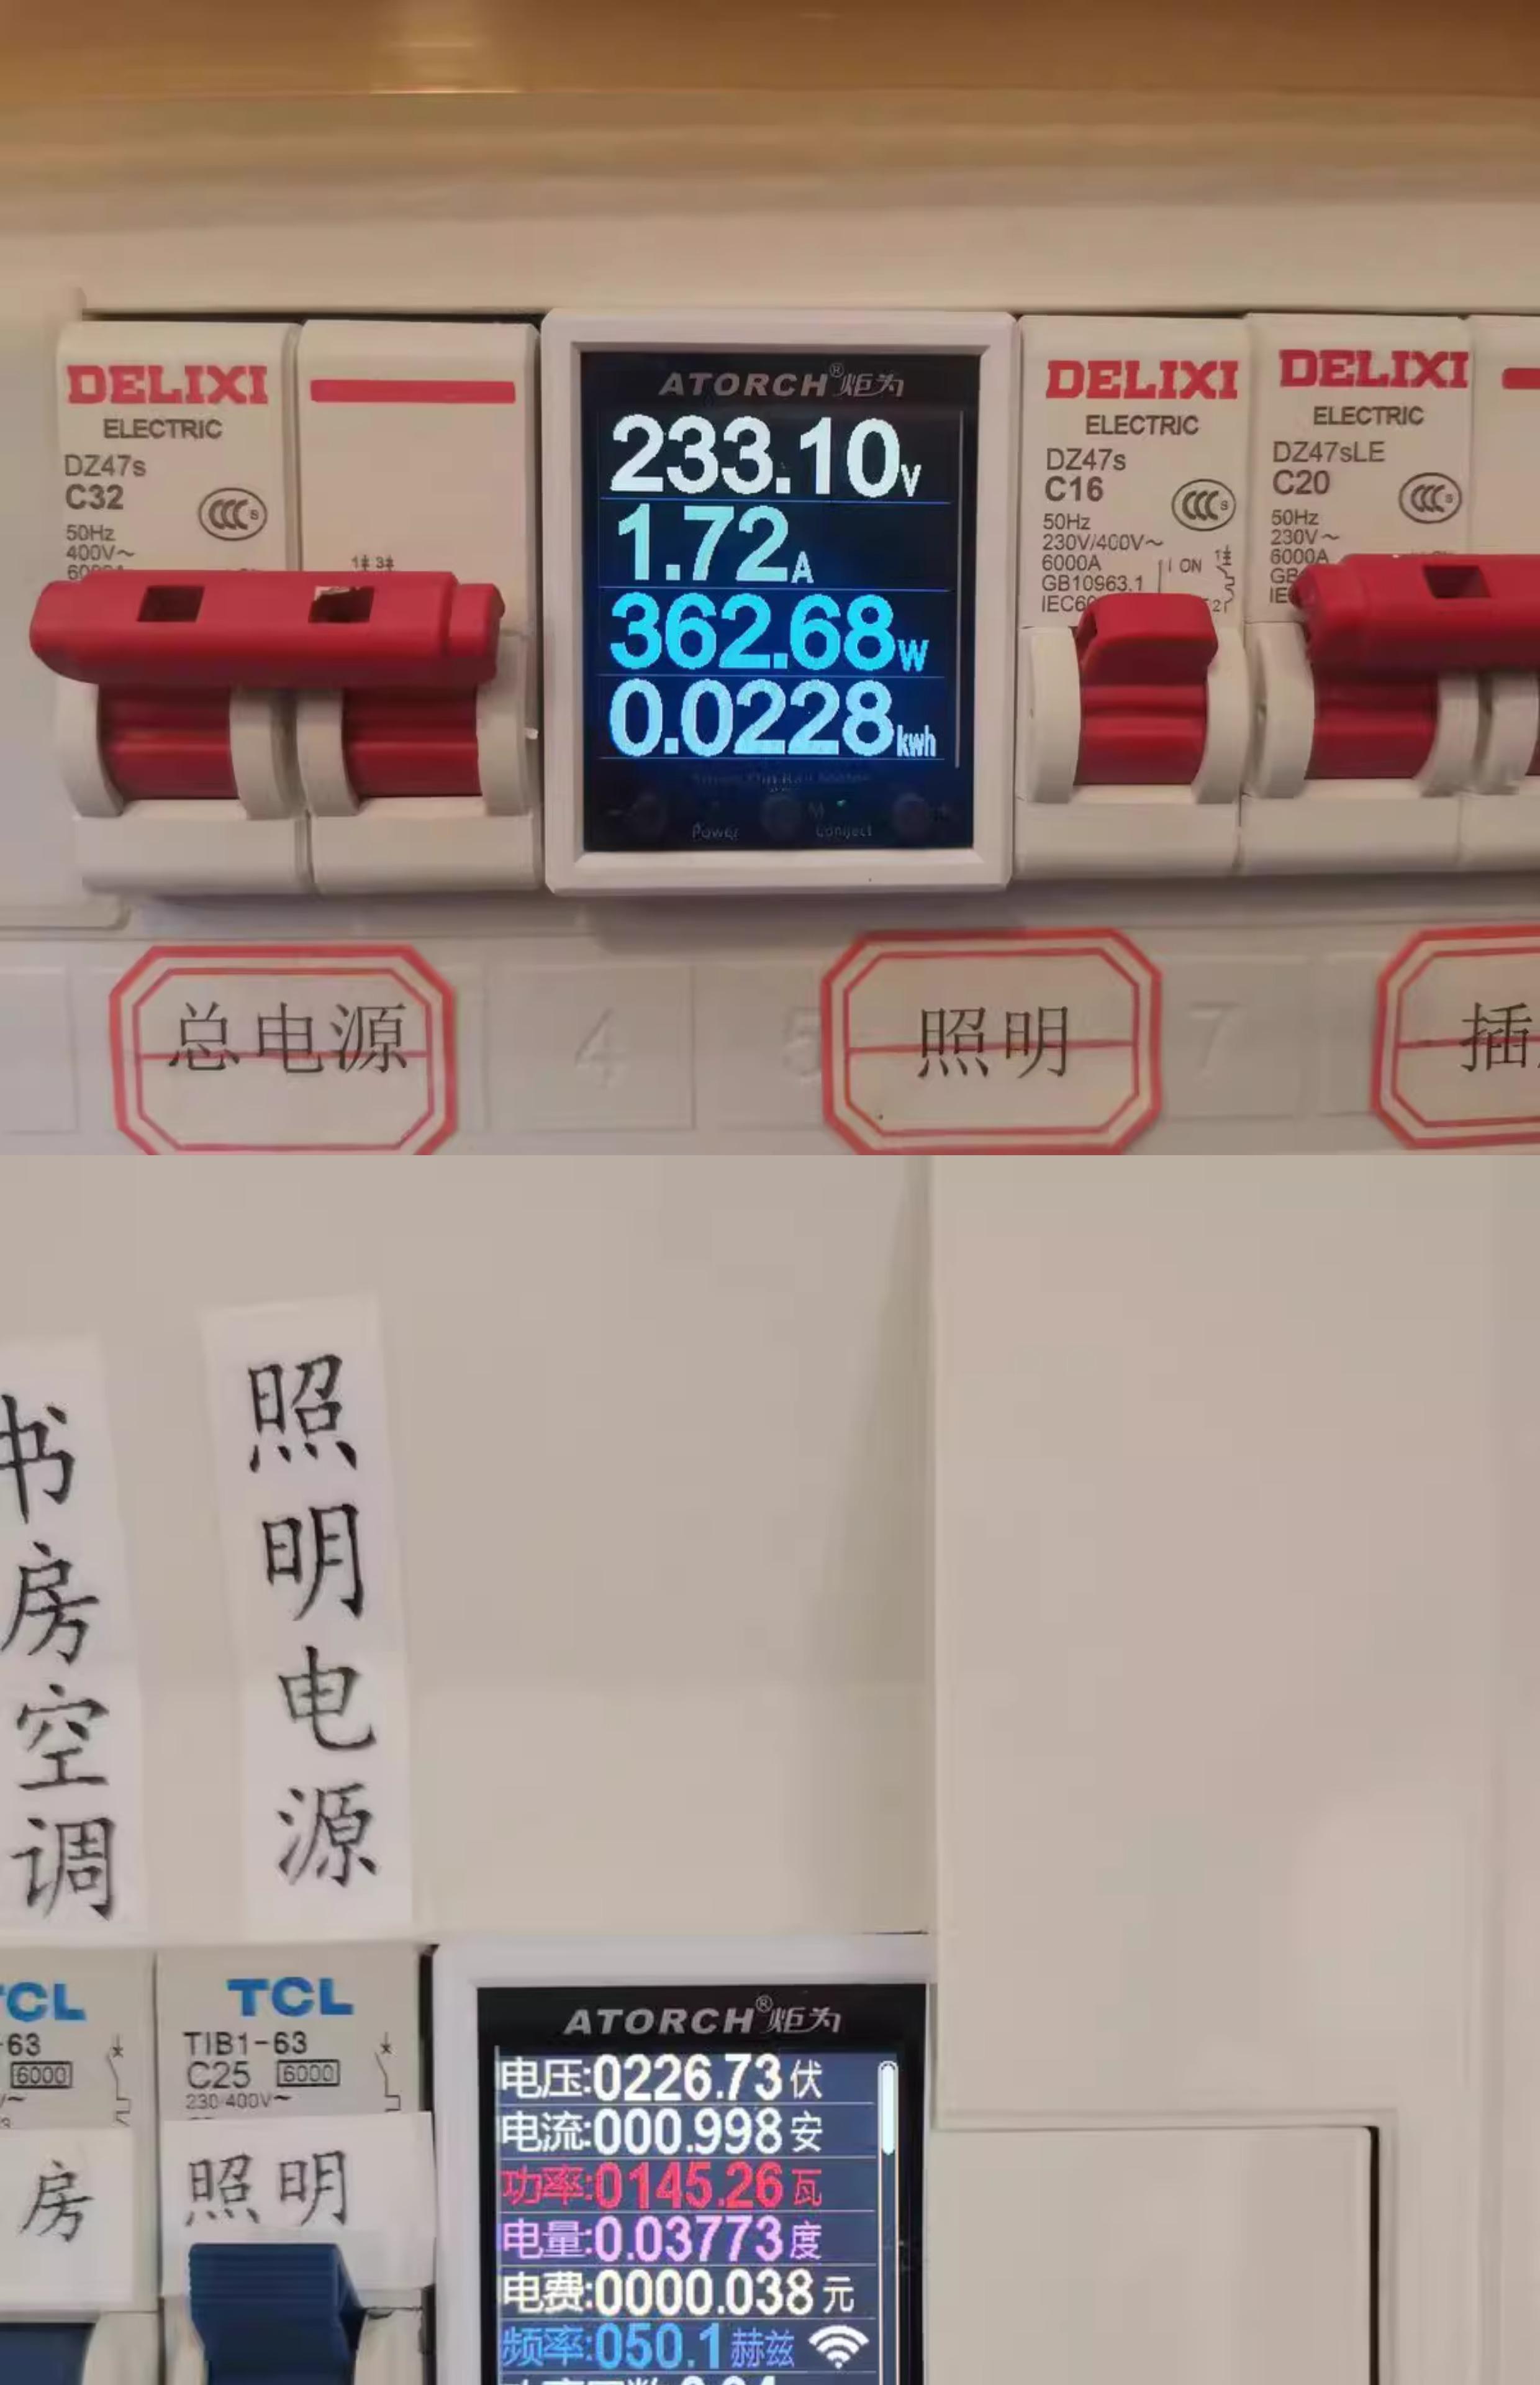 DELIXI
ELECTRIC
DZ47s
C32
50Hz
400V~
ATORCH®炬为
233.10V
1.72A
362.68W
0.0228kwh
Power
M
DELIXI
ELECTRIC
DZ47s
C16
50Hz
230V/400V~
6000A
GB10963.1
I ON
DELIXI
ELECTRIC
DZ47sLE
C20
50Hz
230V~
6000A
总电源
4
5
照明
7
插
书房空调
照明电源
TCL
-63
6000
TCL
TIB1-63
C25 6000
230/400V~
房
照明
ATORCH®炬为
电压:0226.73伏
电流:000.998安
功率:0145.26瓦
电量:0.03773度
电费:0000.038元
频率:050.1赫兹